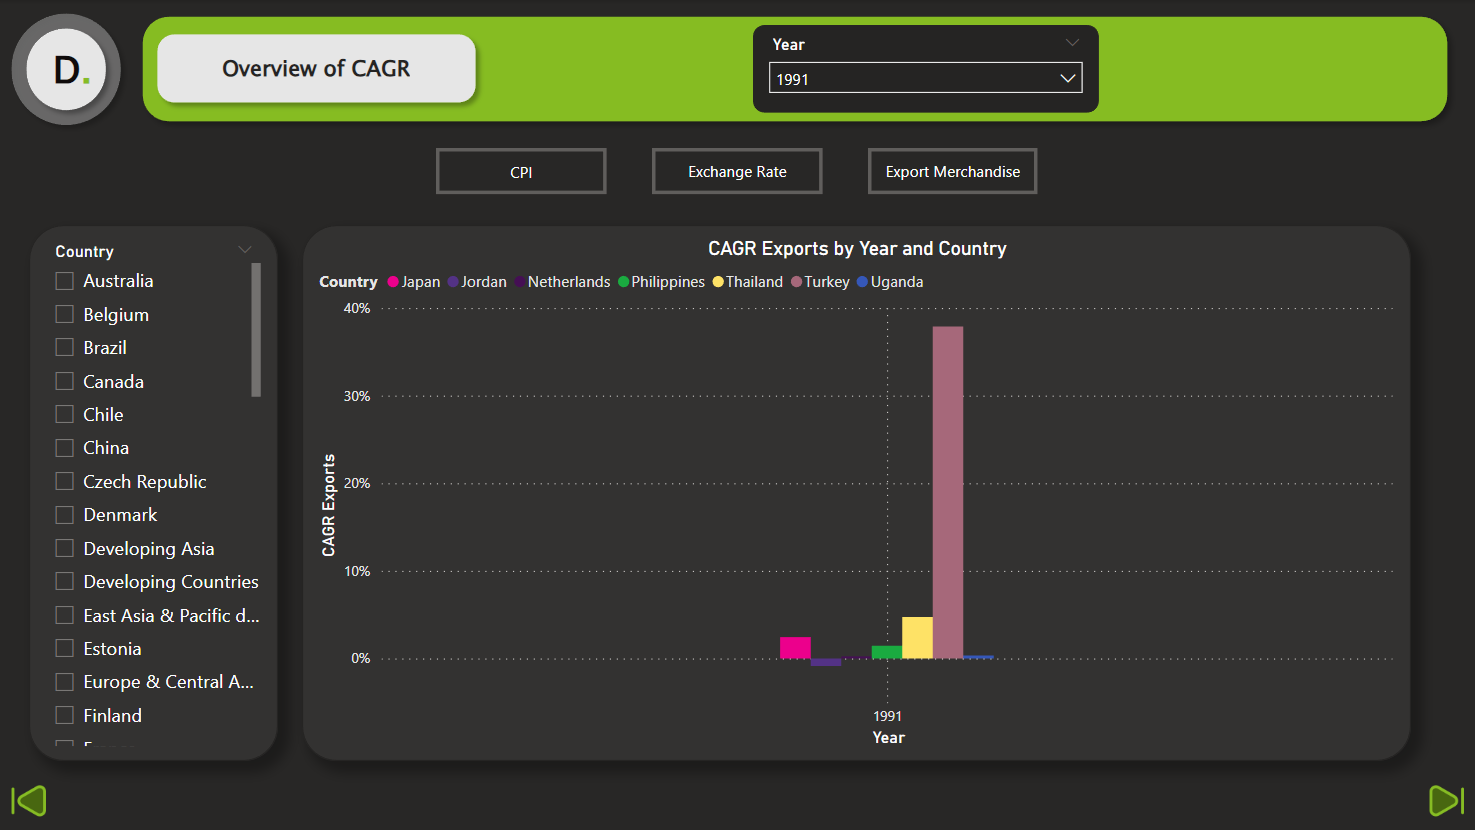 D.
Overview of CAGR
Year
1991
CPI
Exchange Rate
Export Merchandise
Country
Australia
Belgium
Brazil
Canada
Chile
China
Czech Republic
Denmark
Developing Asia
Developing Countries
East Asia & Pacific d...
Estonia
Europe & Central A...
Finland
CAGR Exports by Year and Country
Country Japan Jordan Netherlands Philippines Thailand Turkey Uganda
40%
30%
20%
10%
0%
CAGR Exports
1991
Year